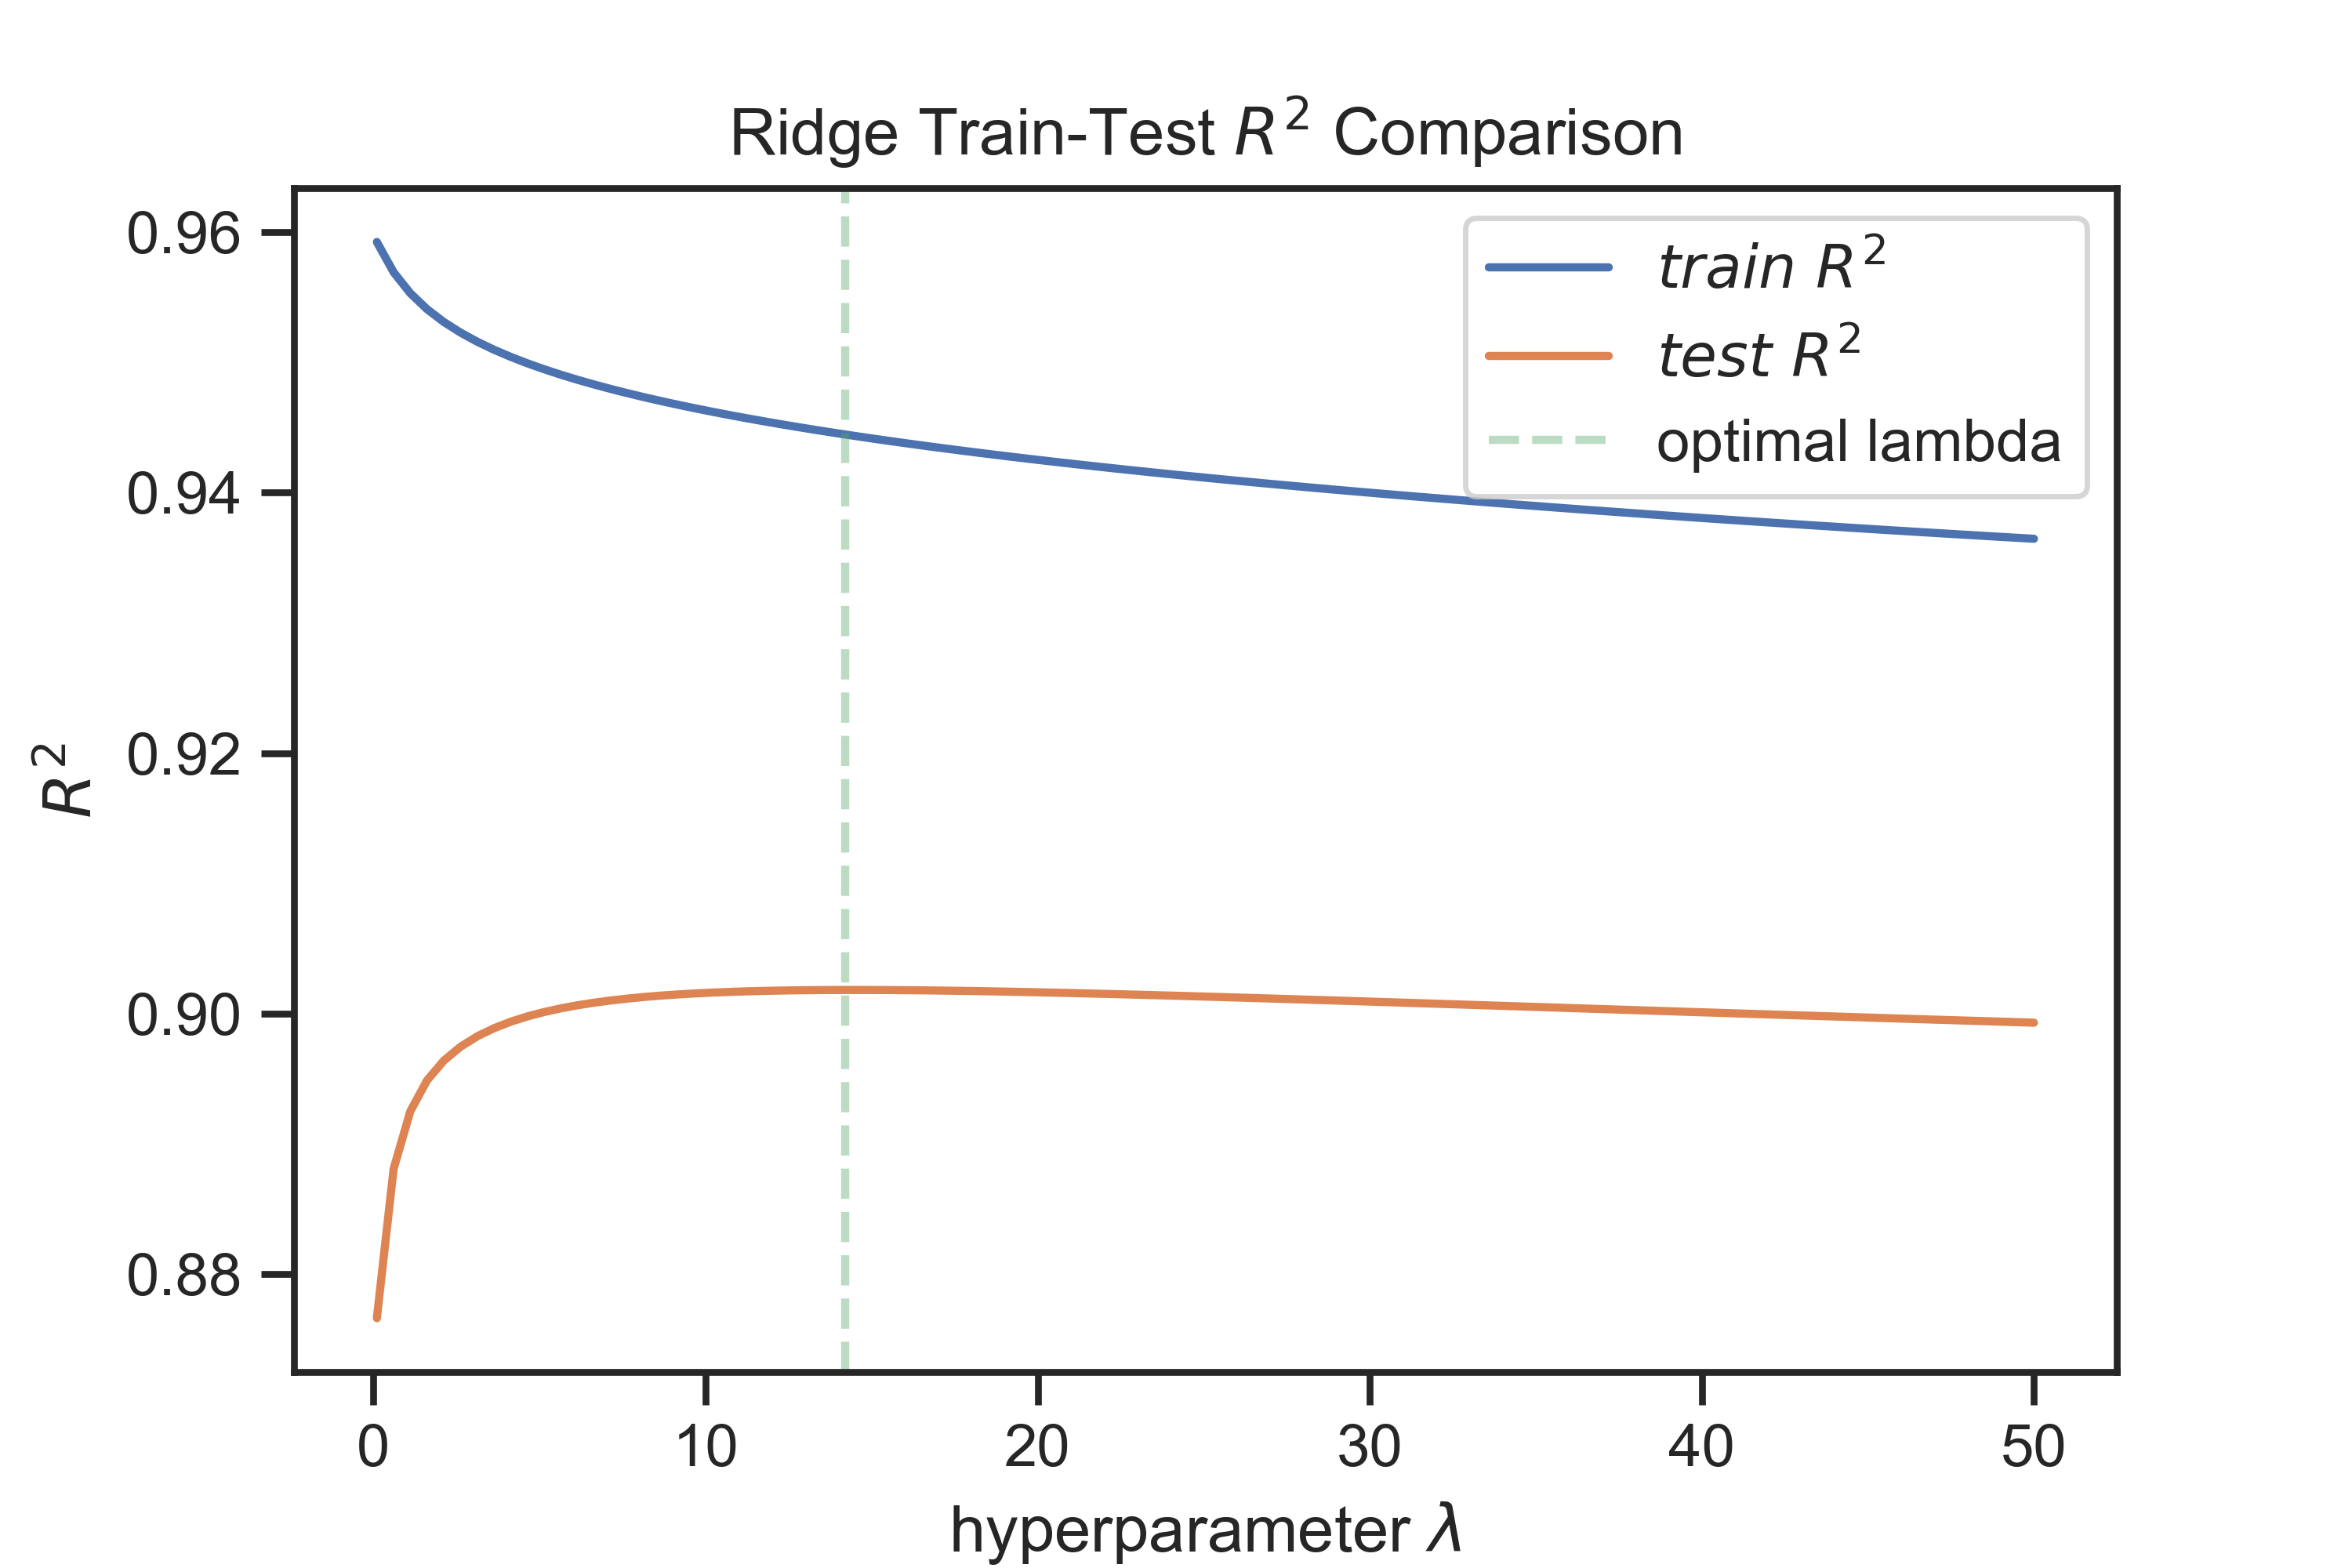 Ridge Train-Test R² Comparison
0.96
0.94
0.92
0.90
0.88
R²
train R²
test R²
optimal lambda
0 10 20 30 40 50
hyperparameter λ